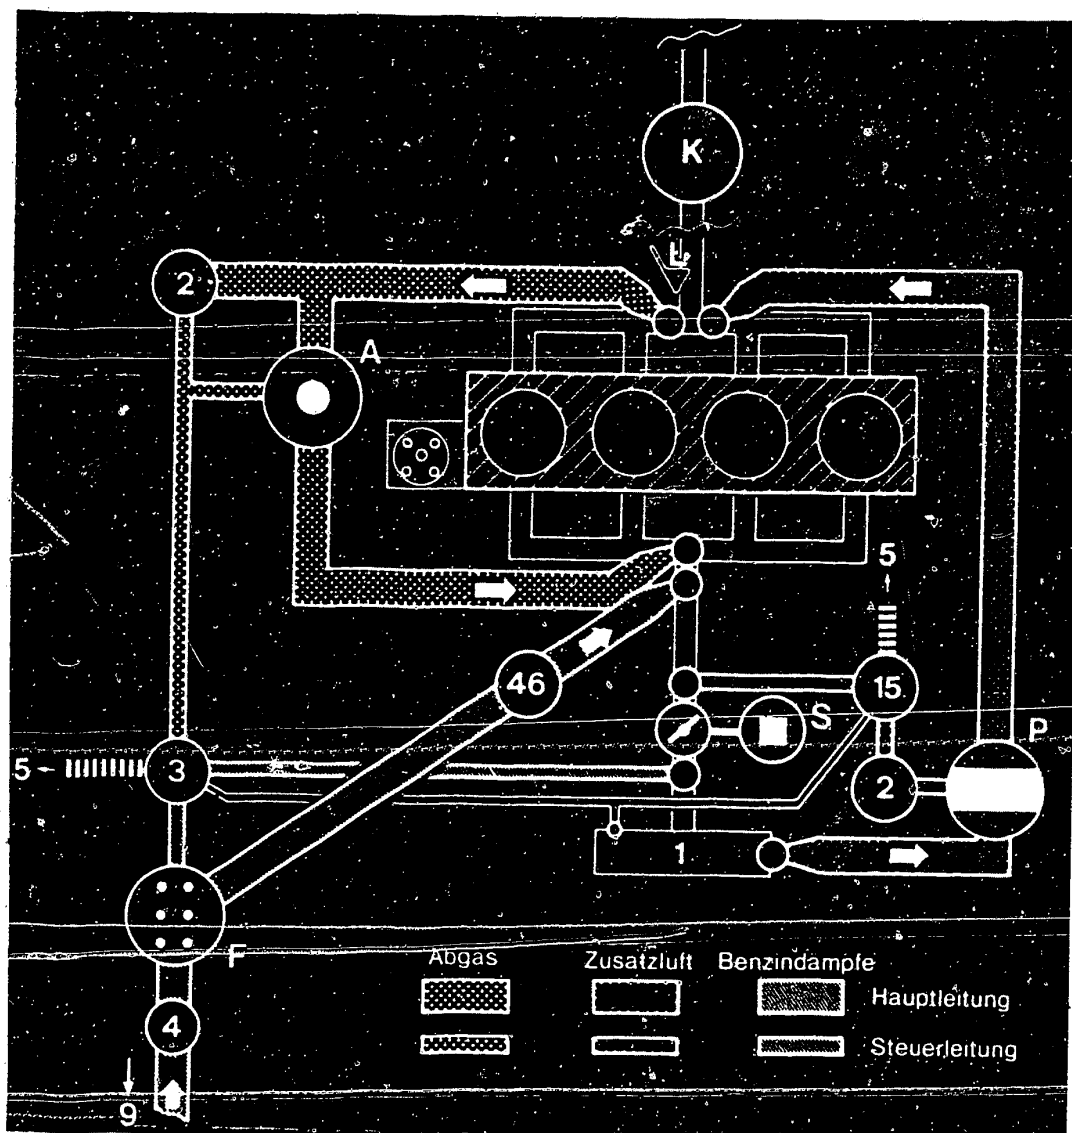 K
L
2
A
5
46
15
S
P
5
3
2
1
F
Abgas Zusatzluft Benzindämpfe
Hauptleitung
4
Steuerleitung
9